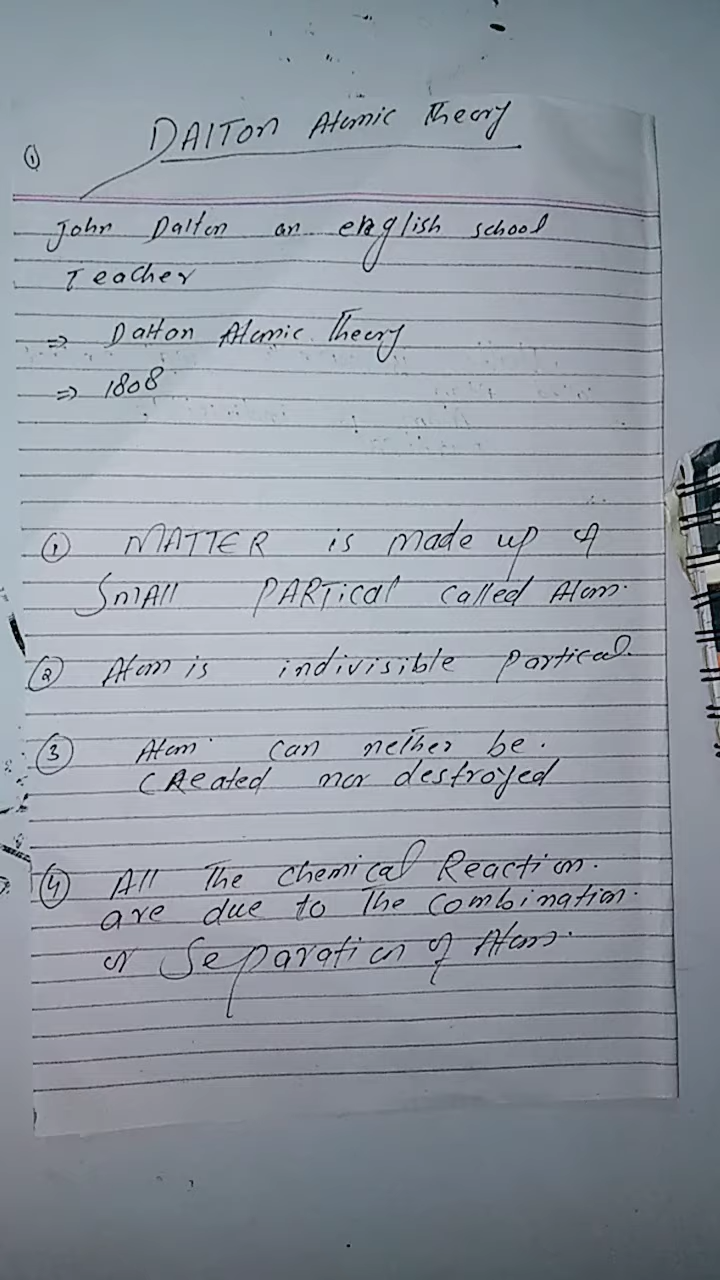 ① DALTON Atomic Theory
John Dalton an english school
Teacher
⇒ Dalton Atomic Theory
⇒ 1808
① MATTER is made up of
SmAll PARTical called Atom.
② Atom is indivisible Partical.
③ Atom can neither be.
CReated nor destroyed
④ All The Chemical Reaction.
are due to The Combination.
or Separation of Atom.